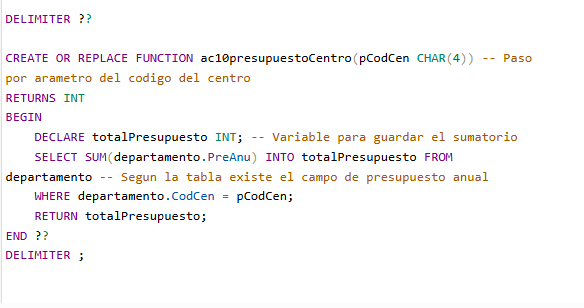 DELIMITER ??
CREATE OR REPLACE FUNCTION ac10presupuestoCentro(pCodCen CHAR(4)) -- Paso
por arametro del codigo del centro
RETURNS INT
BEGIN
    DECLARE totalPresupuesto INT; -- Variable para guardar el sumatorio
    SELECT SUM(departamento.PreAnu) INTO totalPresupuesto FROM
departamento -- Segun la tabla existe el campo de presupuesto anual
    WHERE departamento.CodCen = pCodCen;
    RETURN totalPresupuesto;
END ??
DELIMITER ;